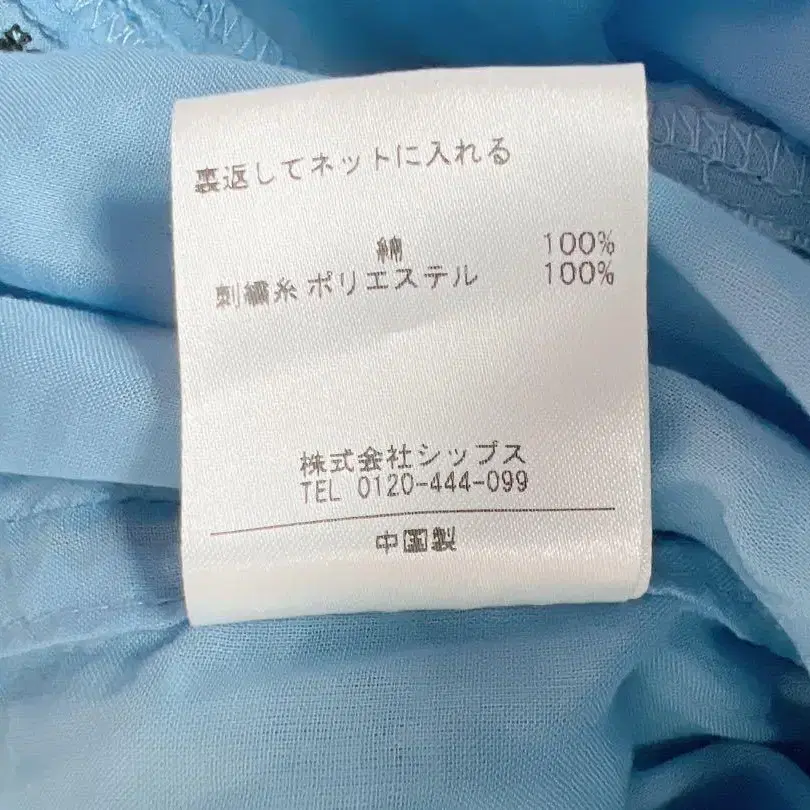 裏返してネットに入れる
綿 100%
刺繍糸 ポリエステル 100%
株式会社シップス
TEL 0120-444-099
中国製